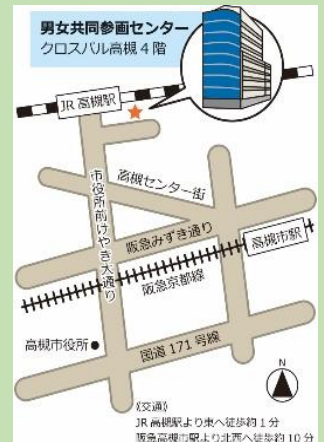 男女共同参画センター
クロスパル高槻 4 階
JR 高槻駅
高槻センター街
市役所前けやき大通り
阪急みずき通り
高槻市駅
阪急京都線
高槻市役所
国道 171 号線
N
《交通》
JR 高槻駅より東へ徒歩約 1 分
阪急高槻市駅より北西へ徒歩約 10 分